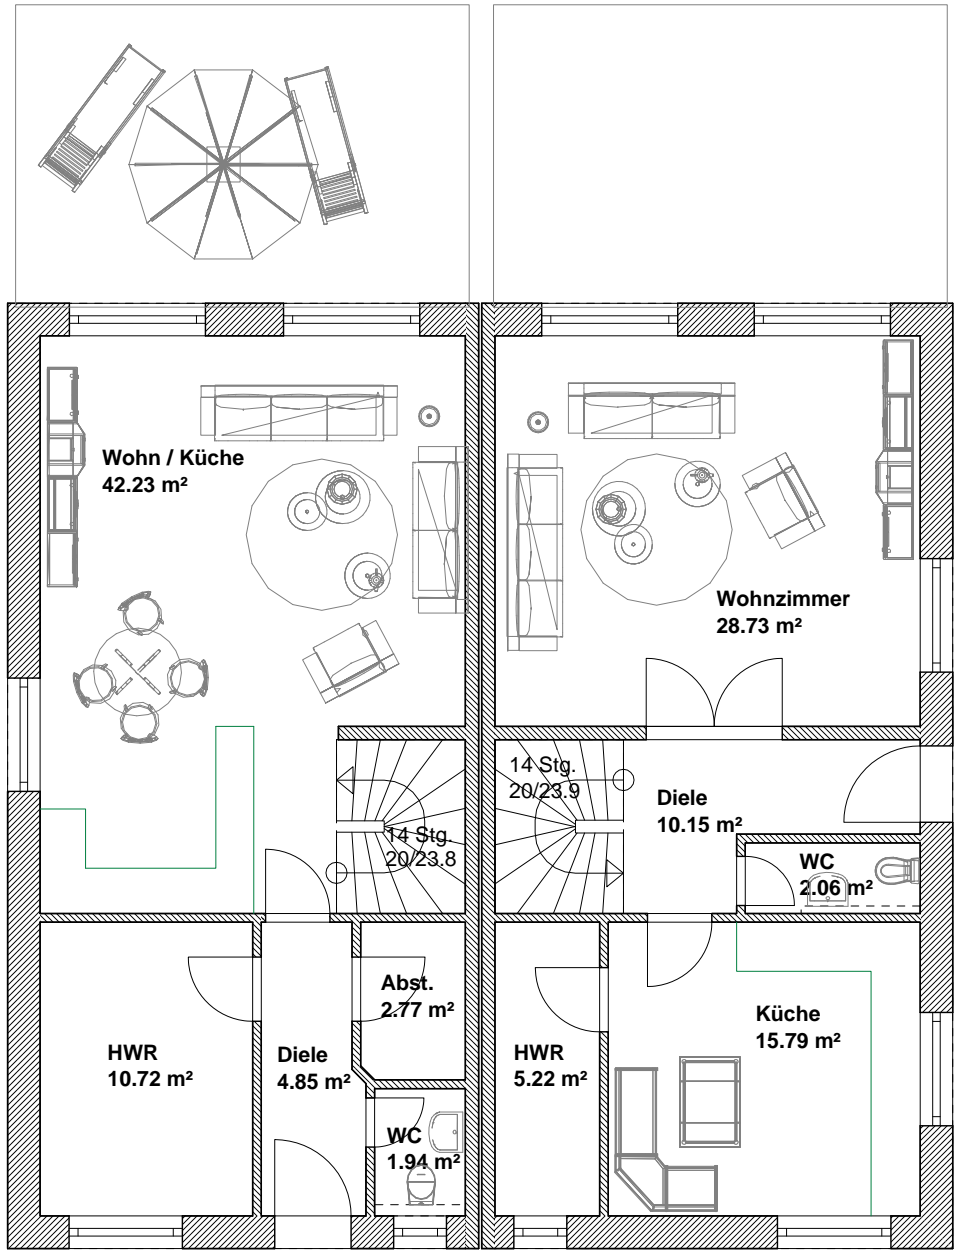 Wohn / Küche
42.23 m²
14 Stg.
20/23.8
Abst.
2.77 m²
HWR
10.72 m²
Diele
4.85 m²
WC
1.94 m²
Wohnzimmer
28.73 m²
14 Stg.
20/23.9
Diele
10.15 m²
WC
2.06 m²
Küche
15.79 m²
HWR
5.22 m²